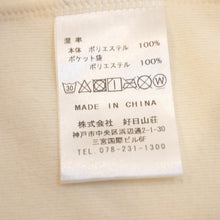 混率
本体 ポリエステル 100%
ポケット袋
ポリエステル 100%
MADE IN CHINA
株式会社 好日山荘
神戸市中央区浜辺通2-1-30
三宮国際ビル6F
TEL. 078-231-1300